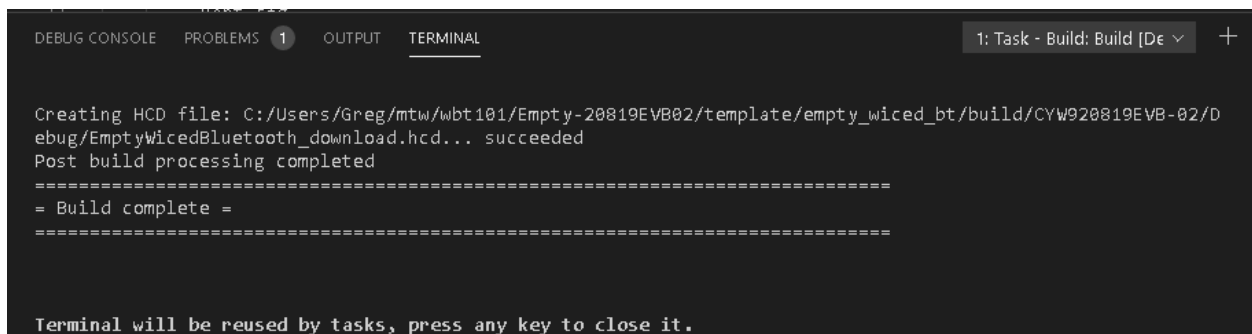 DEBUG CONSOLE PROBLEMS 1 OUTPUT TERMINAL 1: Task - Build: Build [De
Creating HCD file: C:/Users/Greg/mtw/wbt101/Empty-20819EVB02/template/empty_wiced_bt/build/CYW920819EVB-02/D
ebug/EmptyWicedBluetooth_download.hcd... succeeded
Post build processing completed
==============================================================================
= Build complete =
==============================================================================
Terminal will be reused by tasks, press any key to close it.